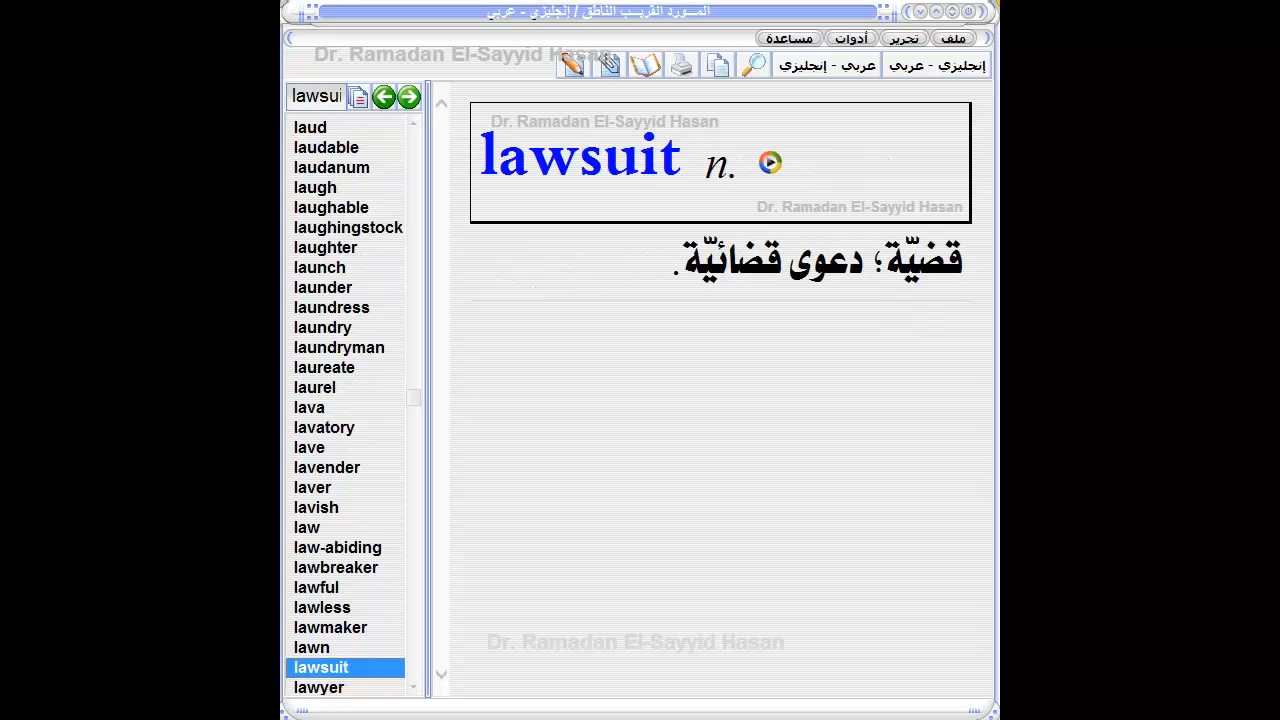 المـورد القريـب الناطق / إنجليزي - عربي
ملف
تحرير
أدوات
مساعدة
Dr. Ramadan El-Sayyid Hasan
إنجليزي - عربي
عربي - إنجليزي
lawsui
laud
laudable
laudanum
laugh
laughable
laughingstock
laughter
launch
launder
laundress
laundry
laundryman
laureate
laurel
lava
lavatory
lave
lavender
laver
lavish
law
law-abiding
lawbreaker
lawful
lawless
lawmaker
lawn
lawsuit
lawyer
Dr. Ramadan El-Sayyid Hasan
lawsuit n.
Dr. Ramadan El-Sayyid Hasan
قضيّة؛ دعوى قضائيّة.
Dr. Ramadan El-Sayyid Hasan